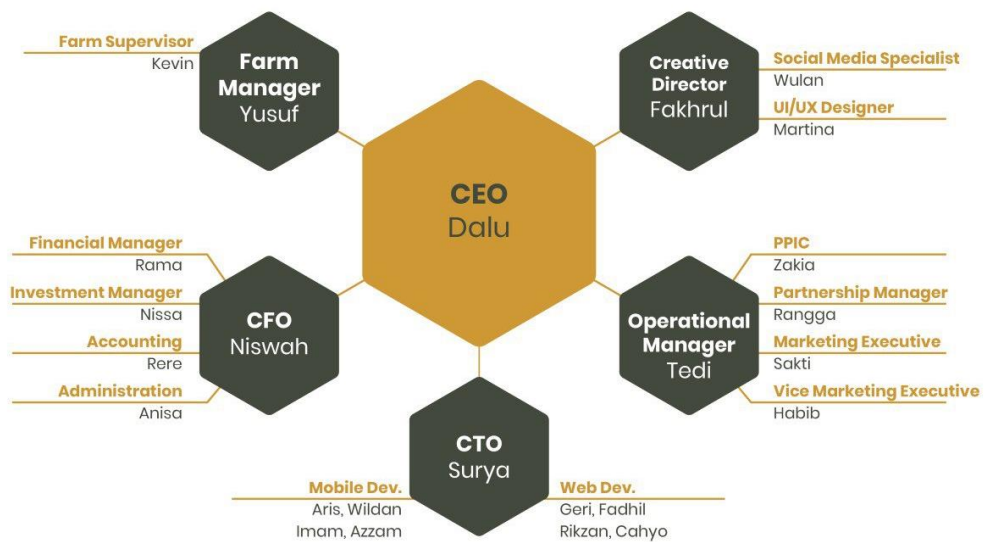 Farm Supervisor
Kevin
Farm
Manager
Yusuf
Creative
Director
Fakhrul
Social Media Specialist
Wulan
UI/UX Designer
Martina
CEO
Dalu
Financial Manager
Rama
Investment Manager
Nissa
Accounting
Rere
Administration
Anisa
CFO
Niswah
Operational
Manager
Tedi
PPIC
Zakia
Partnership Manager
Rangga
Marketing Executive
Sakti
Vice Marketing Executive
Habib
CTO
Surya
Mobile Dev.
Aris, Wildan
Imam, Azzam
Web Dev.
Geri, Fadhil
Rikzan, Cahyo